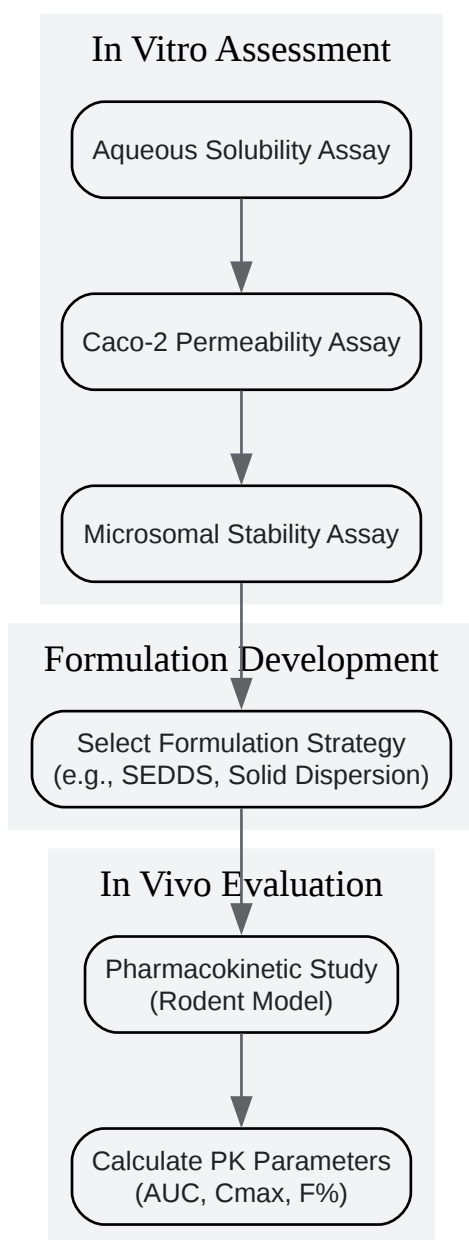 In Vitro Assessment
Aqueous Solubility Assay
Caco-2 Permeability Assay
Microsomal Stability Assay
Formulation Development
Select Formulation Strategy
(e.g., SEDDS, Solid Dispersion)
In Vivo Evaluation
Pharmacokinetic Study
(Rodent Model)
Calculate PK Parameters
(AUC, Cmax, F%)